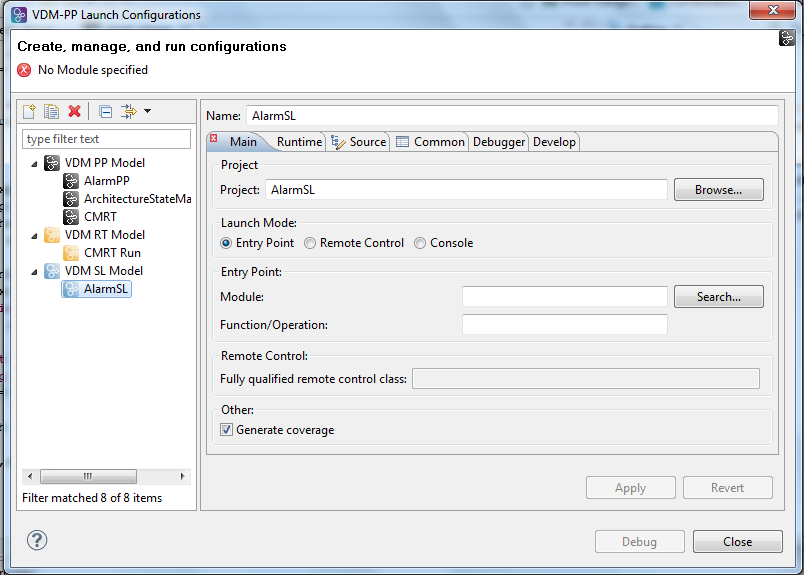 VDM-PP Launch Configurations
Create, manage, and run configurations
No Module specified
type filter text
VDM PP Model
AlarmPP
ArchitectureStateMa
CMRT
VDM RT Model
CMRT Run
VDM SL Model
AlarmSL
Filter matched 8 of 8 items
Name: AlarmSL
Main Runtime Source Common Debugger Develop
Project
Project: AlarmSL Browse...
Launch Mode:
Entry Point Remote Control Console
Entry Point:
Module: Search...
Function/Operation:
Remote Control:
Fully qualified remote control class:
Other:
Generate coverage
Apply Revert
Debug Close